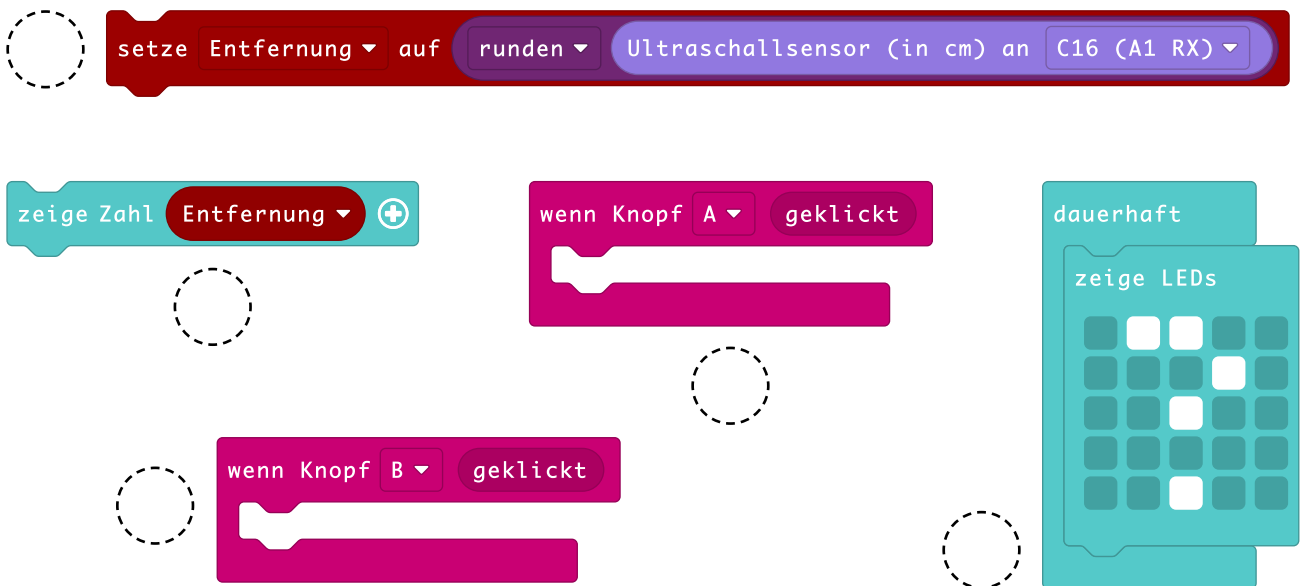 setze Entfernung auf runden Ultraschallsensor (in cm) an C16 (A1 RX)
zeige Zahl Entfernung
wenn Knopf A geklickt
dauerhaft
zeige LEDs
wenn Knopf B geklickt